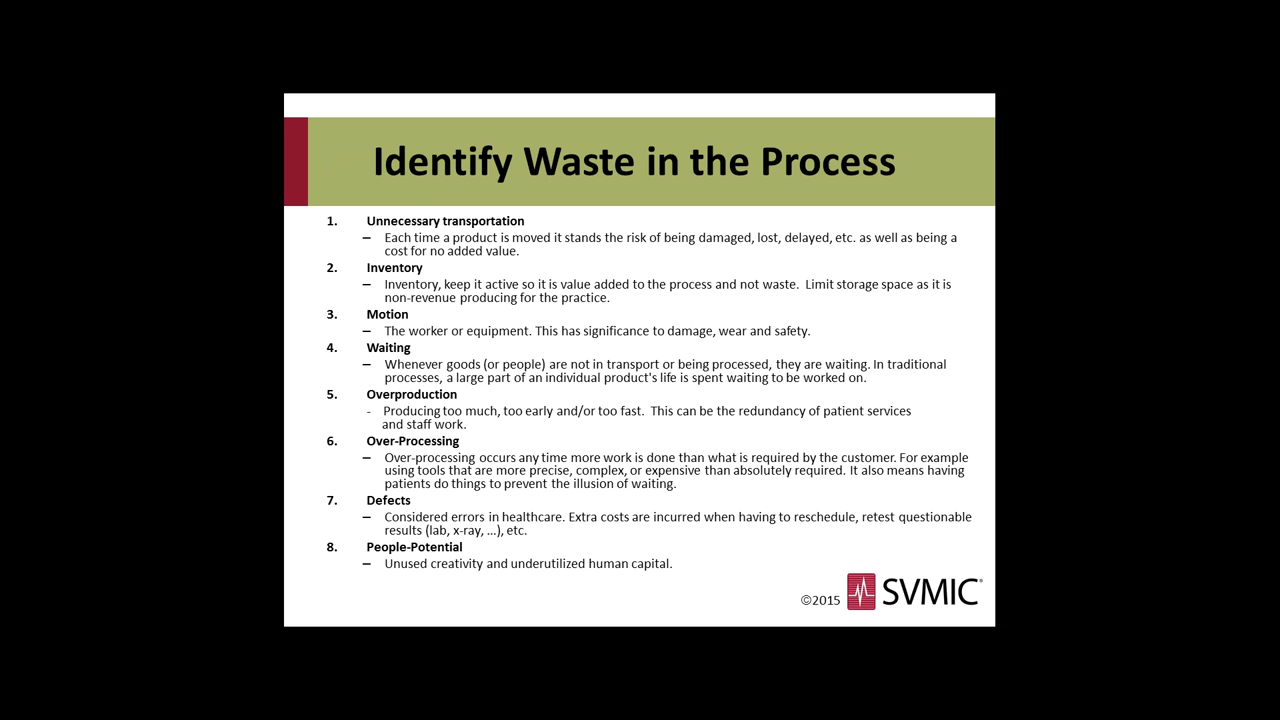 Identify Waste in the Process
1. Unnecessary transportation
– Each time a product is moved it stands the risk of being damaged, lost, delayed, etc. as well as being a
cost for no added value.
2. Inventory
– Inventory, keep it active so it is value added to the process and not waste.  Limit storage space as it is
non-revenue producing for the practice.
3. Motion
– The worker or equipment. This has significance to damage, wear and safety.
4. Waiting
– Whenever goods (or people) are not in transport or being processed, they are waiting. In traditional
processes, a large part of an individual product's life is spent waiting to be worked on.
5. Overproduction
- Producing too much, too early and/or too fast.  This can be the redundancy of patient services
and staff work.
6. Over-Processing
– Over-processing occurs any time more work is done than what is required by the customer. For example
using tools that are more precise, complex, or expensive than absolutely required. It also means having
patients do things to prevent the illusion of waiting.
7. Defects
– Considered errors in healthcare. Extra costs are incurred when having to reschedule, retest questionable
results (lab, x-ray, …), etc.
8. People-Potential
– Unused creativity and underutilized human capital.
©2015 SVMIC®